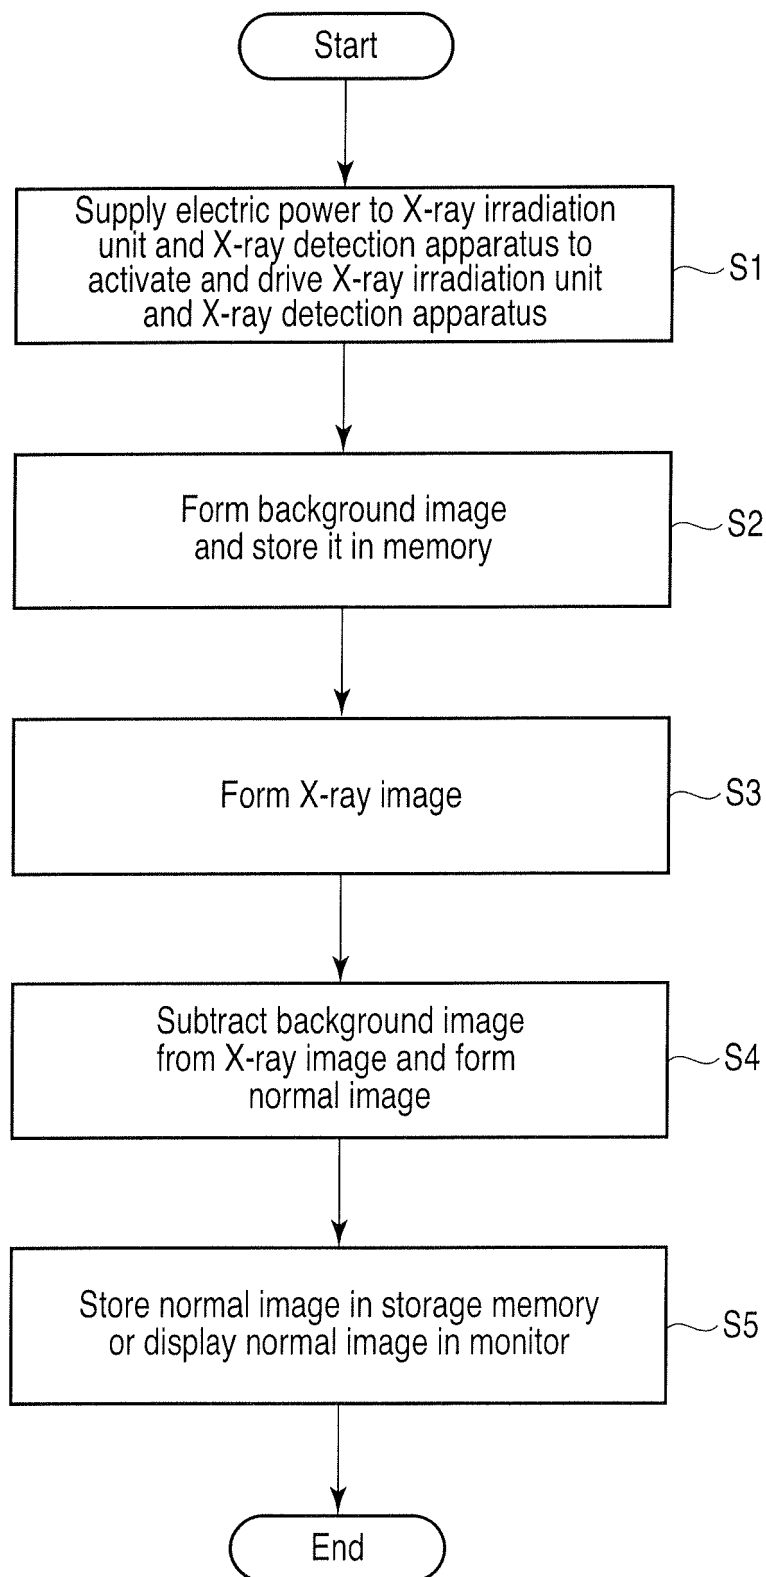 Start
Supply electric power to X-ray irradiation
unit and X-ray detection apparatus to
activate and drive X-ray irradiation unit
and X-ray detection apparatus
S1
Form background image
and store it in memory
S2
Form X-ray image
S3
Subtract background image
from X-ray image and form
normal image
S4
Store normal image in storage memory
or display normal image in monitor
S5
End